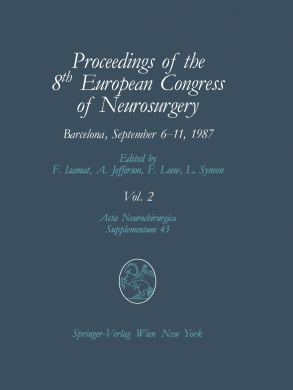 Proceedings of the
8th European Congress
of Neurosurgery
Barcelona, September 6–11, 1987
Edited by
F. Isamat, A. Jefferson, F. Loew, L. Symon
Vol. 2
Acta Neurochirurgica
Supplementum 43
Springer-Verlag Wien New York